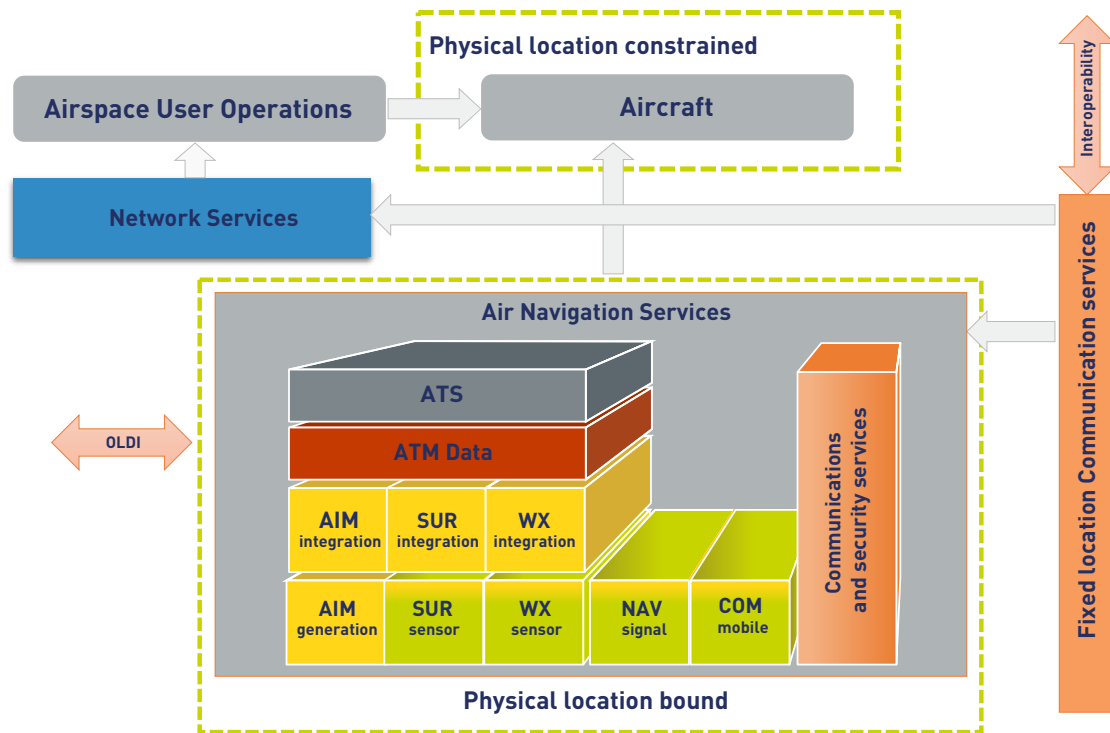 Physical location constrained
Airspace User Operations
Aircraft
Interoperability
Network Services
Fixed location Communication services
Air Navigation Services
ATS
OLDI
ATM Data
AIM
integration
SUR
integration
WX
integration
Communications
and security services
AIM
generation
SUR
sensor
WX
sensor
NAV
signal
COM
mobile
Physical location bound